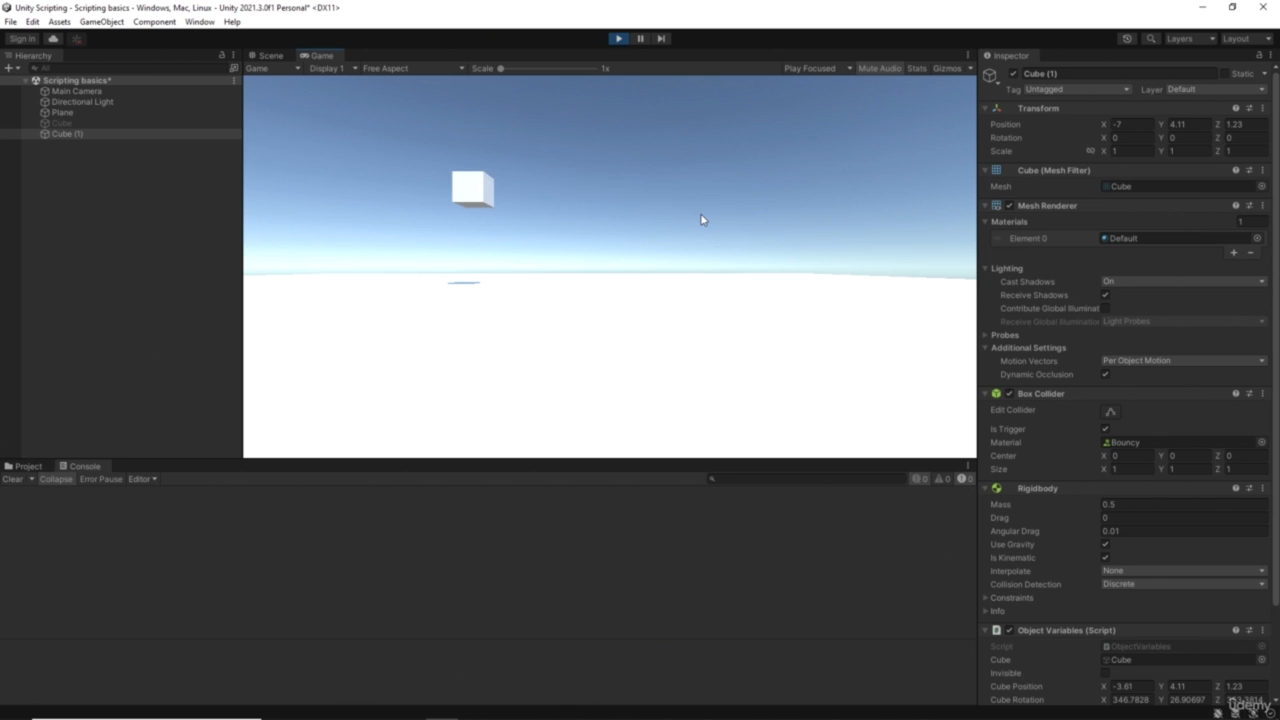 Unity Scripting - Scripting basics - Windows, Mac, Linux - Unity 2021.3.0f1 Personal* <DX11>
File Edit Assets GameObject Component Window Help
Sign in Layers Layout
Hierarchy Scene Game Inspector
All Game Display 1 Free Aspect Scale 1x Play Focused Mute Audio Stats Gizmos
Scripting basics*
Main Camera
Directional Light
Plane
Cube
Cube (1)
Cube (1) Static
Tag Untagged Layer Default
Transform
Position X -7 Y 4.11 Z 1.23
Rotation X 0 Y 0 Z 0
Scale X 1 Y 1 Z 1
Cube (Mesh Filter)
Mesh Cube
Mesh Renderer
Materials 1
Element 0 Default
Lighting
Cast Shadows On
Receive Shadows
Contribute Global Illuminat
Receive Global Illumination Light Probes
Probes
Additional Settings
Motion Vectors Per Object Motion
Dynamic Occlusion
Box Collider
Edit Collider
Is Trigger
Material Bouncy
Center X 0 Y 0 Z 0
Size X 1 Y 1 Z 1
Rigidbody
Mass 0.5
Drag 0
Angular Drag 0.01
Use Gravity
Is Kinematic
Interpolate None
Collision Detection Discrete
Constraints
Info
Object Variables (Script)
Script ObjectVariables
Cube Cube
Invisible
Cube Position X -3.61 Y 4.11 Z 1.23
Cube Rotation X 346.7828 Y 26.90697 Z
Project Console
Clear Collapse Error Pause Editor 0 0 0
udemy